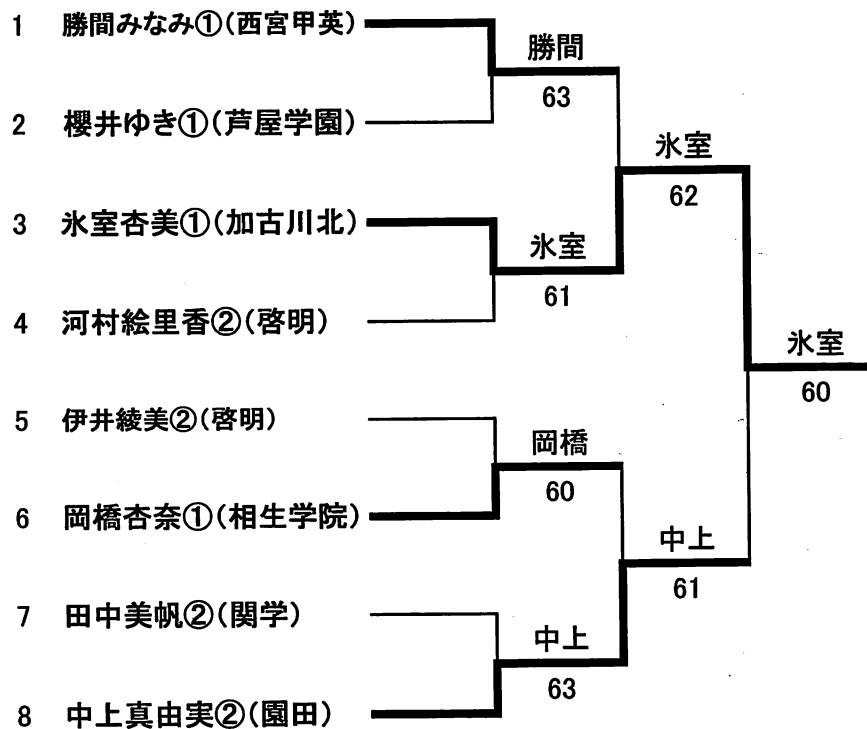 1 勝間みなみ①(西宮甲英)
勝間
63
2 櫻井ゆき①(芦屋学園)
氷室
62
3 氷室杏美①(加古川北)
氷室
61
4 河村絵里香②(啓明)
氷室
60
5 伊井綾美②(啓明)
岡橋
60
6 岡橋杏奈①(相生学院)
中上
61
7 田中美帆②(関学)
中上
63
8 中上真由実②(園田)